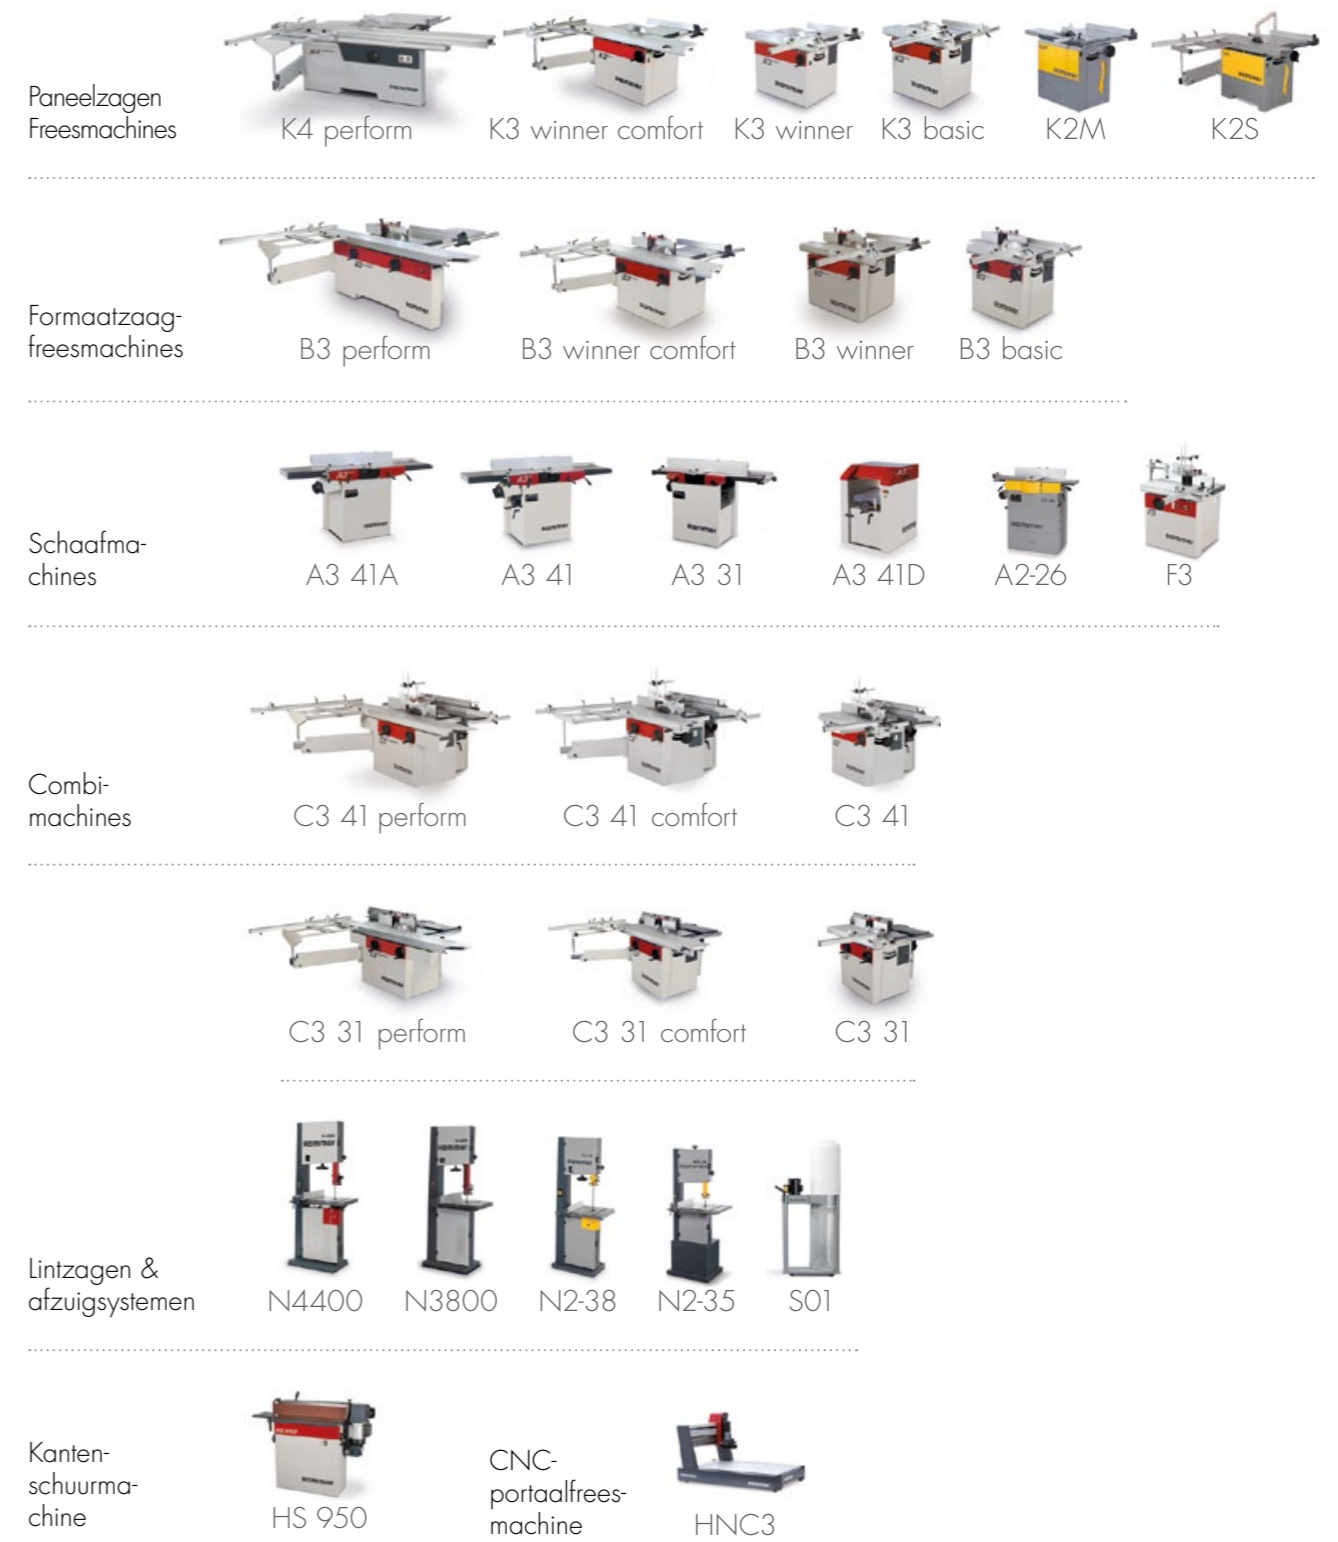 Paneelzagen
Freesmachines
K4 perform
K3 winner comfort
K3 winner
K3 basic
K2M
K2S
Formaatzaag-
freesmachines
B3 perform
B3 winner comfort
B3 winner
B3 basic
Schaafma-
chines
A3 41A
A3 41
A3 31
A3 41D
A2-26
F3
Combi-
machines
C3 41 perform
C3 41 comfort
C3 41
C3 31 perform
C3 31 comfort
C3 31
Lintzagen &
afzuigsystemen
N4400
N3800
N2-38
N2-35
S01
Kanten-
schuurma-
chine
HS 950
CNC-
portaalfrees-
machine
HNC3